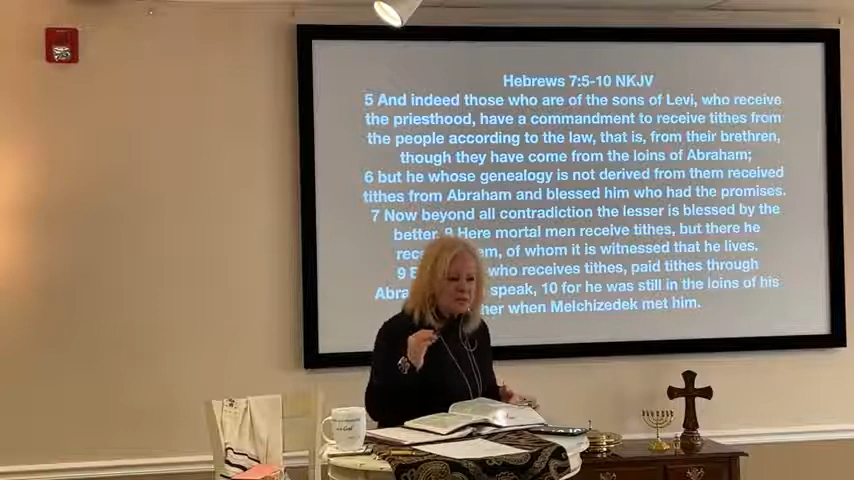 Hebrews 7:5-10 NKJV
5 And indeed those who are of the sons of Levi, who receive
the priesthood, have a commandment to receive tithes from
the people according to the law, that is, from their brethren,
though they have come from the loins of Abraham;
6 but he whose genealogy is not derived from them received
tithes from Abraham and blessed him who had the promises.
7 Now beyond all contradiction the lesser is blessed by the
better. 8 Here mortal men receive tithes, but there he
of whom it is witnessed that he lives.
9 who receives tithes, paid tithes through
speak, 10 for he was still in the loins of his
when Melchizedek met him.